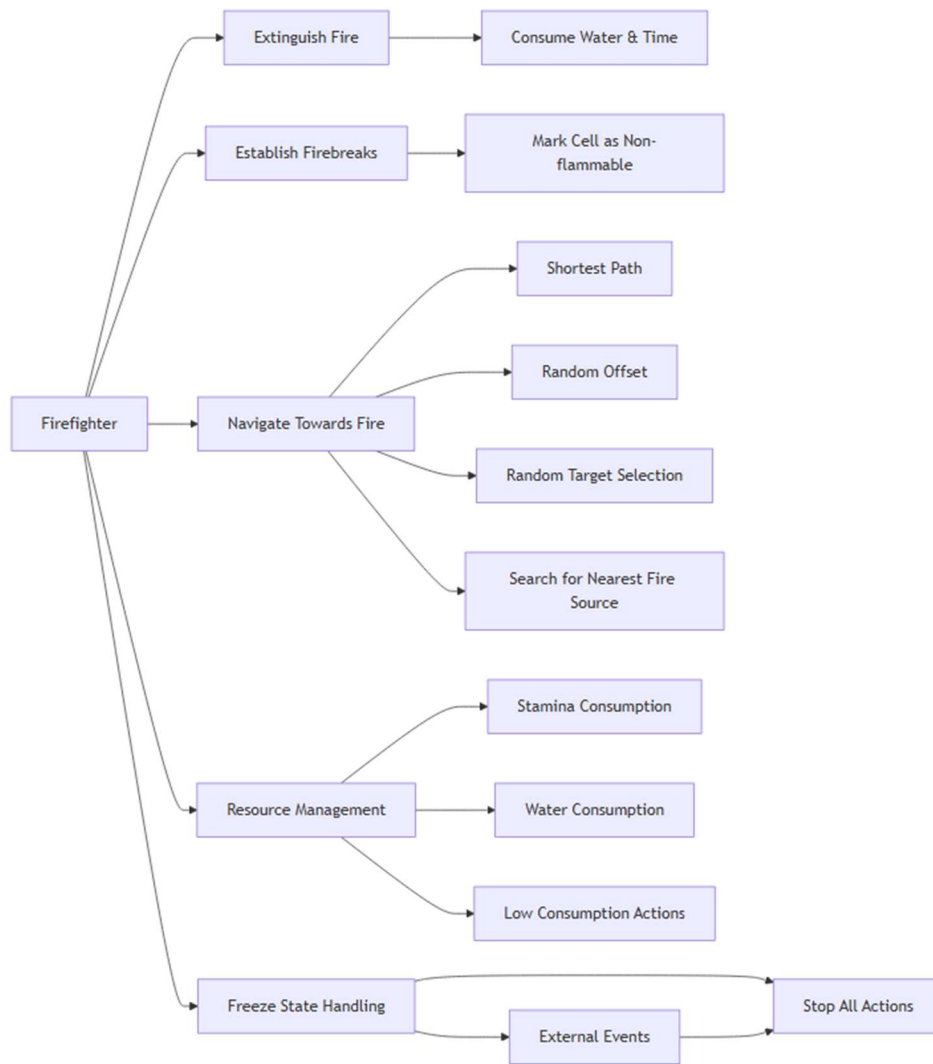 Extinguish Fire
Consume Water & Time
Establish Firebreaks
Mark Cell as Non-
flammable
Shortest Path
Random Offset
Firefighter
Navigate Towards Fire
Random Target Selection
Search for Nearest Fire
Source
Stamina Consumption
Resource Management
Water Consumption
Low Consumption Actions
Freeze State Handling
Stop All Actions
External Events